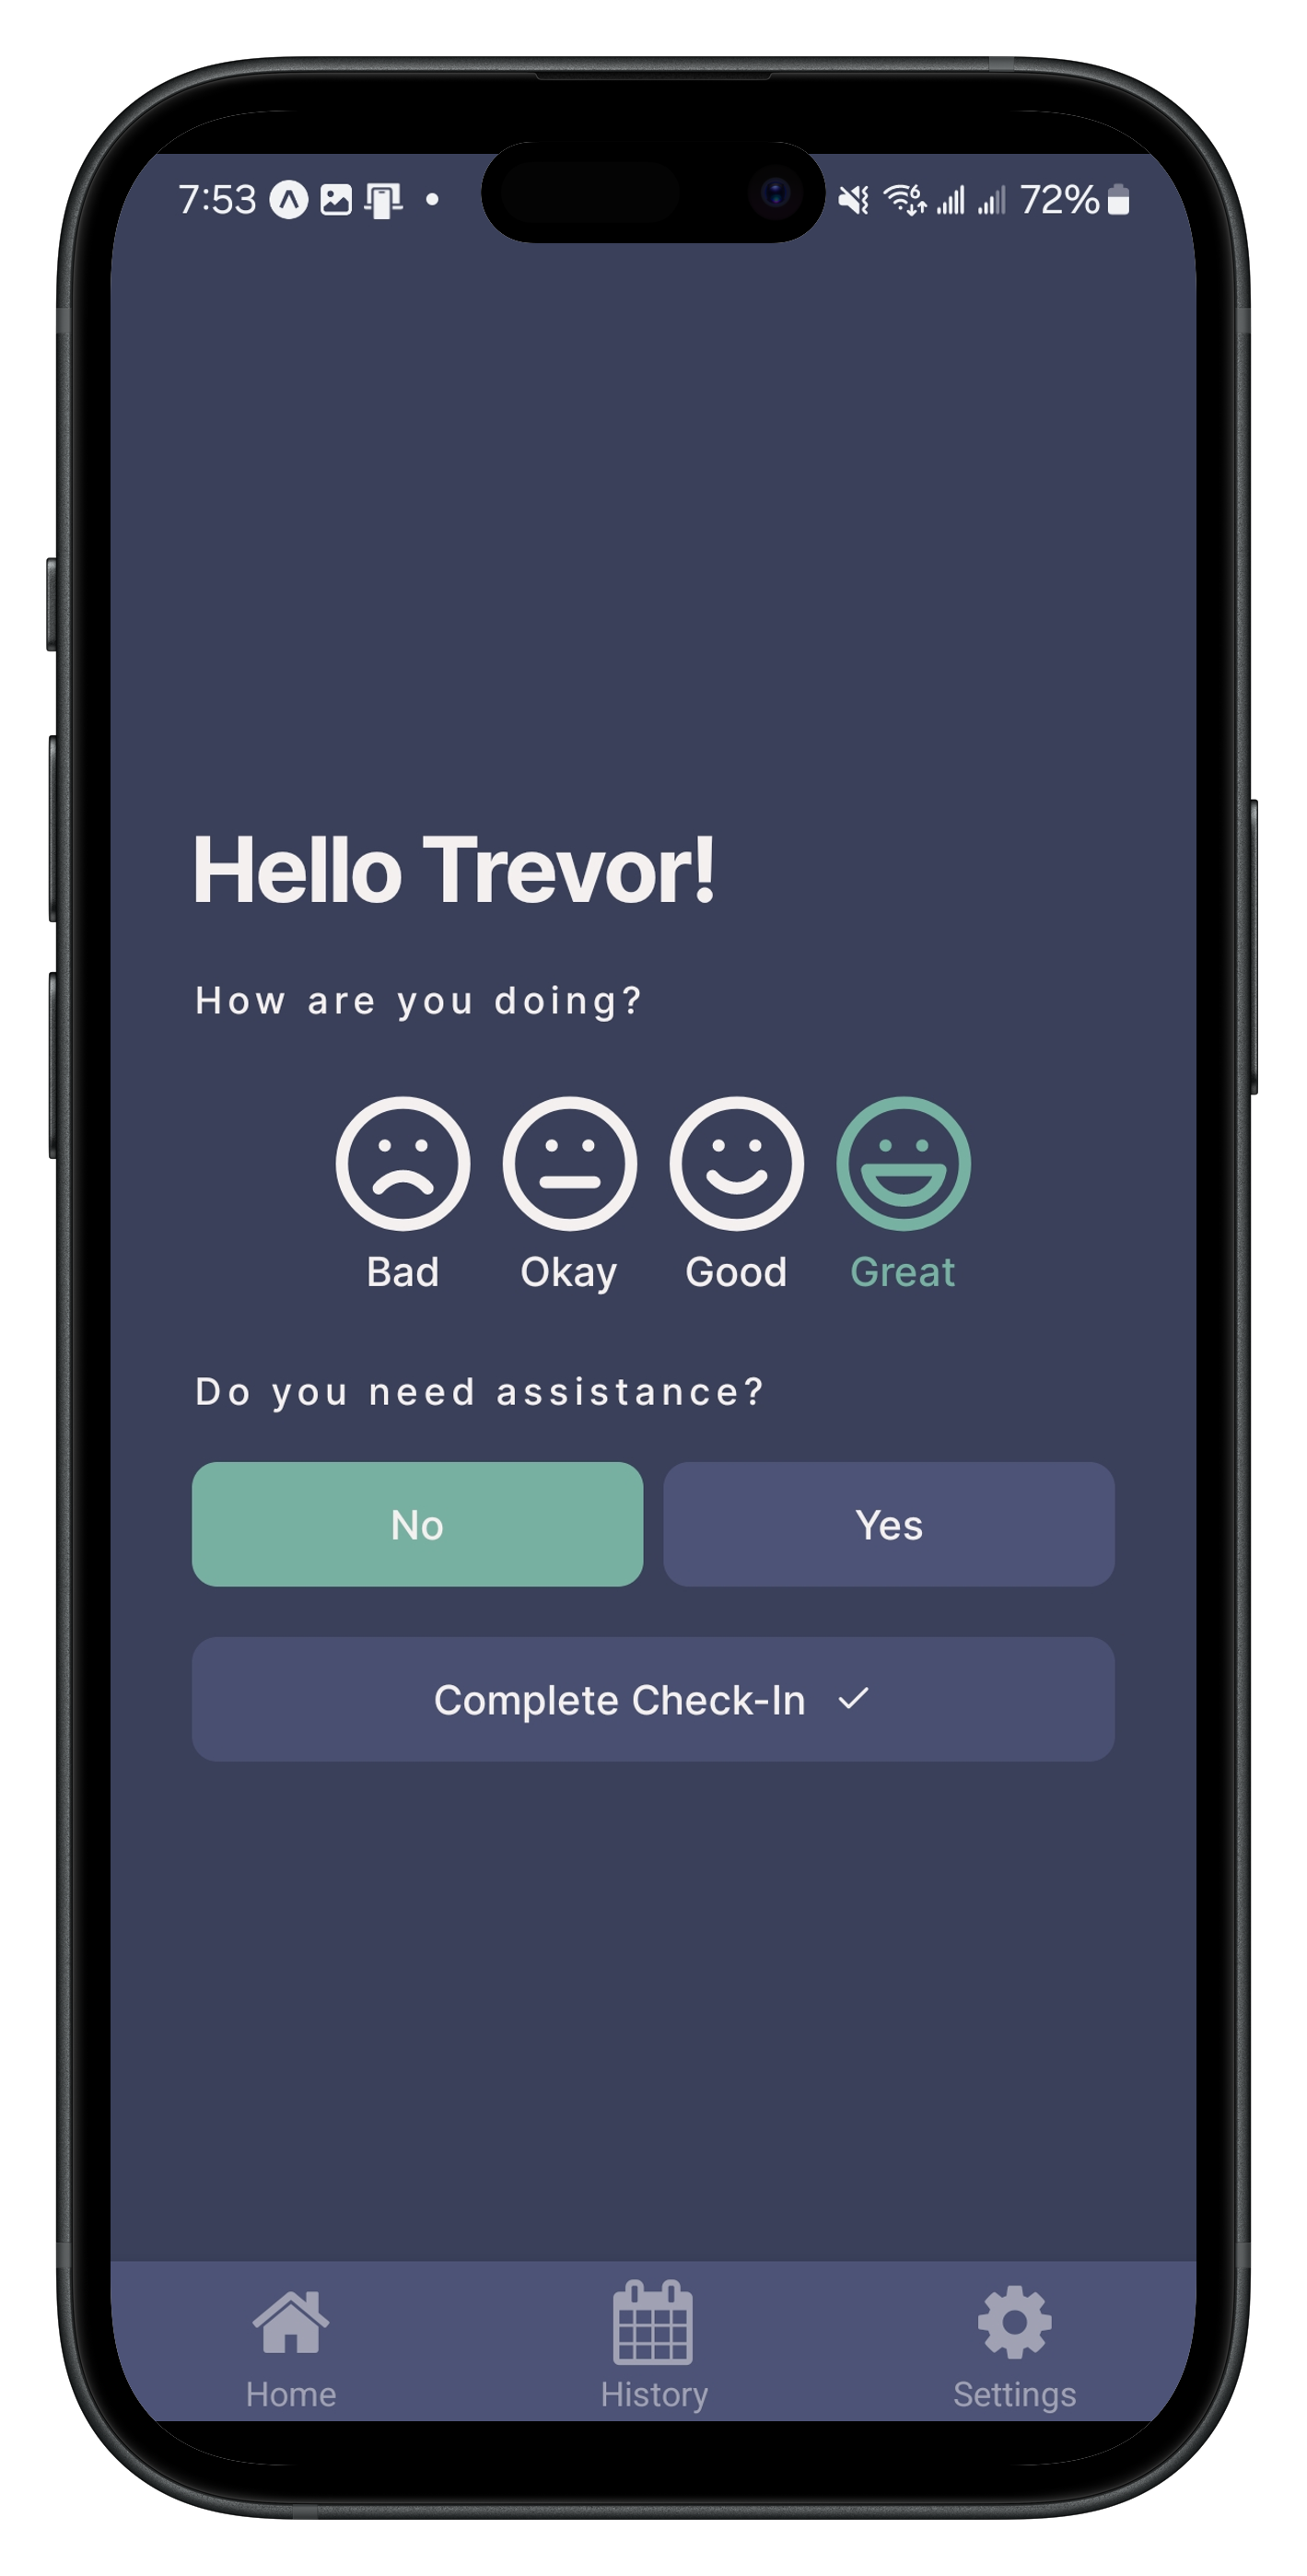 7:53 72%
Hello Trevor!
How are you doing?
Bad Okay Good Great
Do you need assistance?
No Yes
Complete Check-In
Home History Settings